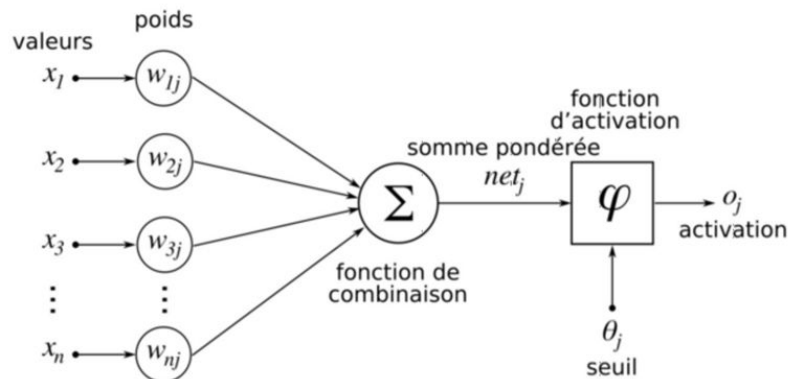 valeurs
poids
x1
w1j
x2
w2j
x3
w3j
⋮
⋮
xn
wnj
Σ
fonction de
combinaison
somme pondérée
netj
fonction
d'activation
φ
oj
activation
θj
seuil